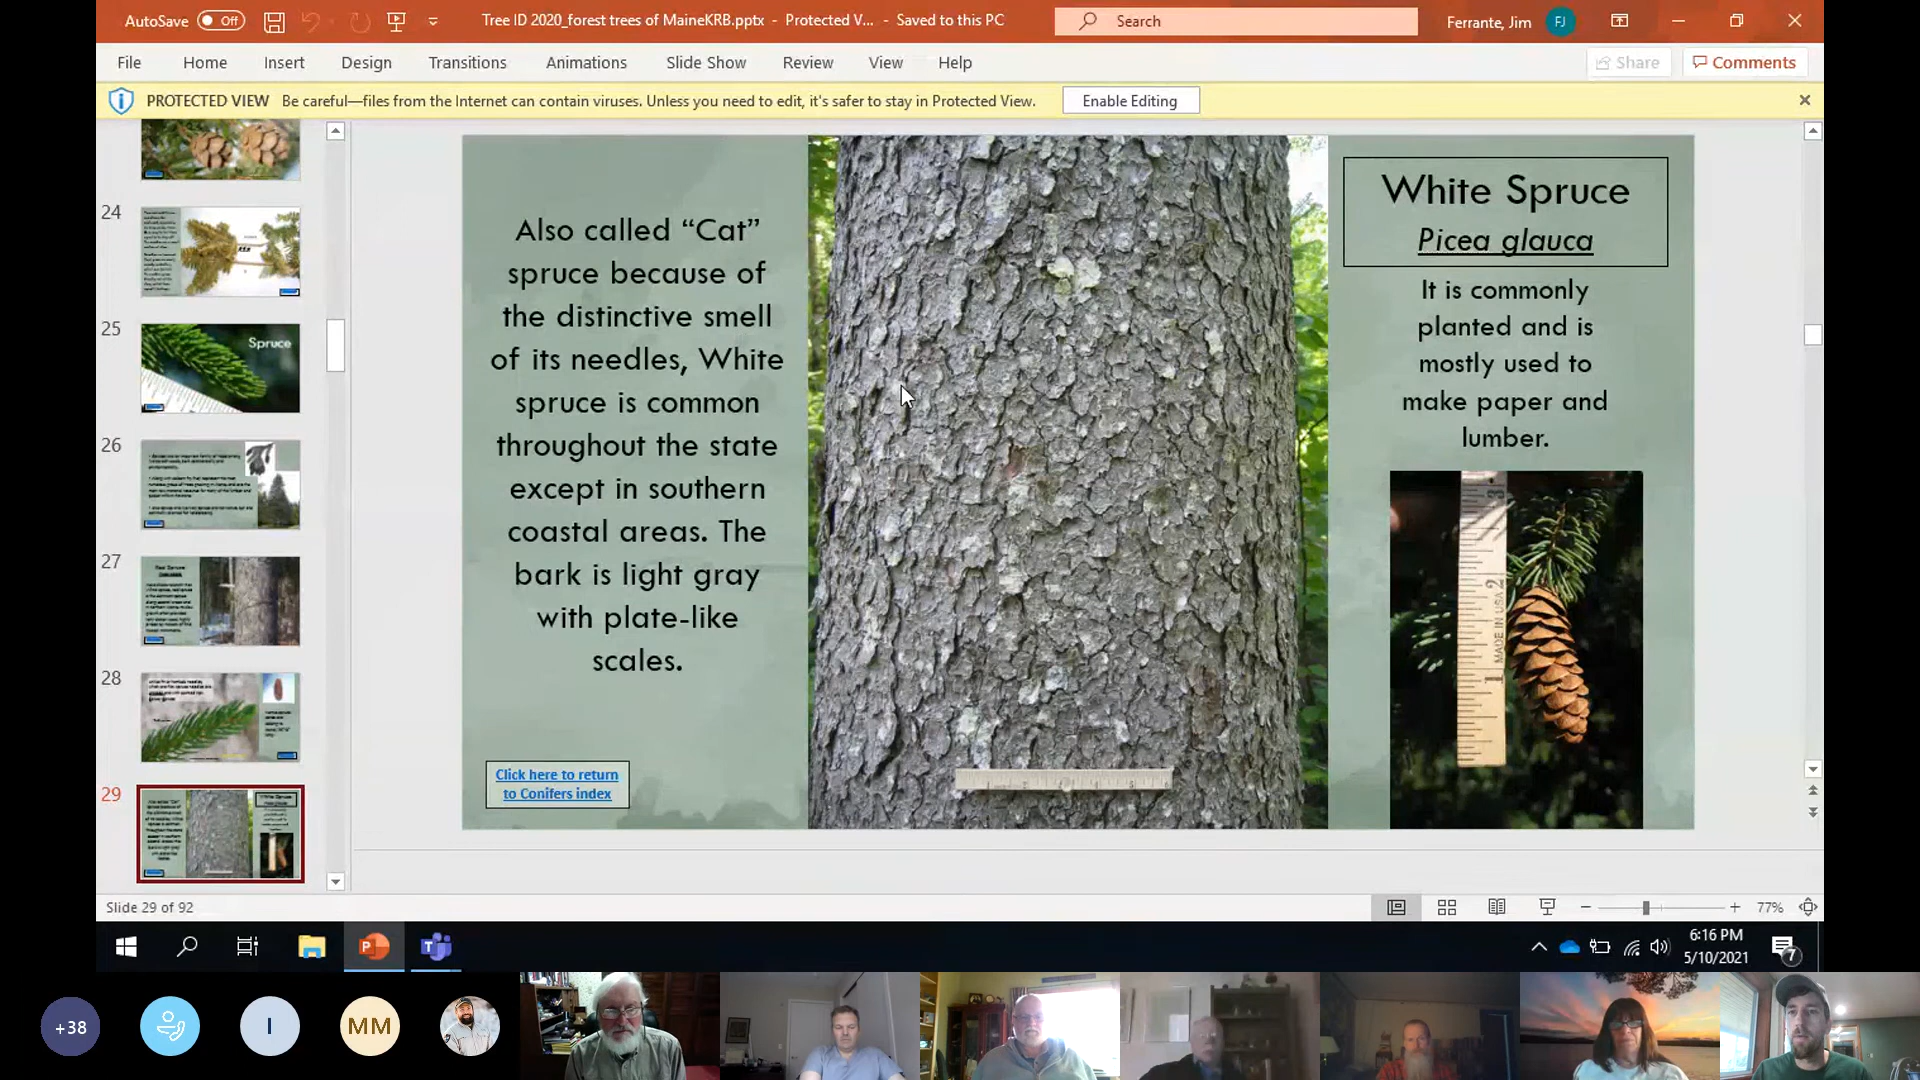 AutoSave Off
Tree ID 2020_forest trees of MaineKRB.pptx - Protected V... - Saved to this PC
Search
Ferrante, Jim
FJ
File
Home
Insert
Design
Transitions
Animations
Slide Show
Review
View
Help
Share
Comments
PROTECTED VIEW Be careful—files from the Internet can contain viruses. Unless you need to edit, it's safer to stay in Protected View.
Enable Editing
24
25
Spruce
26
27
28
29
Also called “Cat”
spruce because of
the distinctive smell
of its needles, White
spruce is common
throughout the state
except in southern
coastal areas. The
bark is light gray
with plate-like
scales.
Click here to return
to Conifers index
White Spruce
Picea glauca
It is commonly
planted and is
mostly used to
make paper and
lumber.
3
2
MADE IN USA
1
Slide 29 of 92
77%
6:16 PM
5/10/2021
7
+38
I
MM